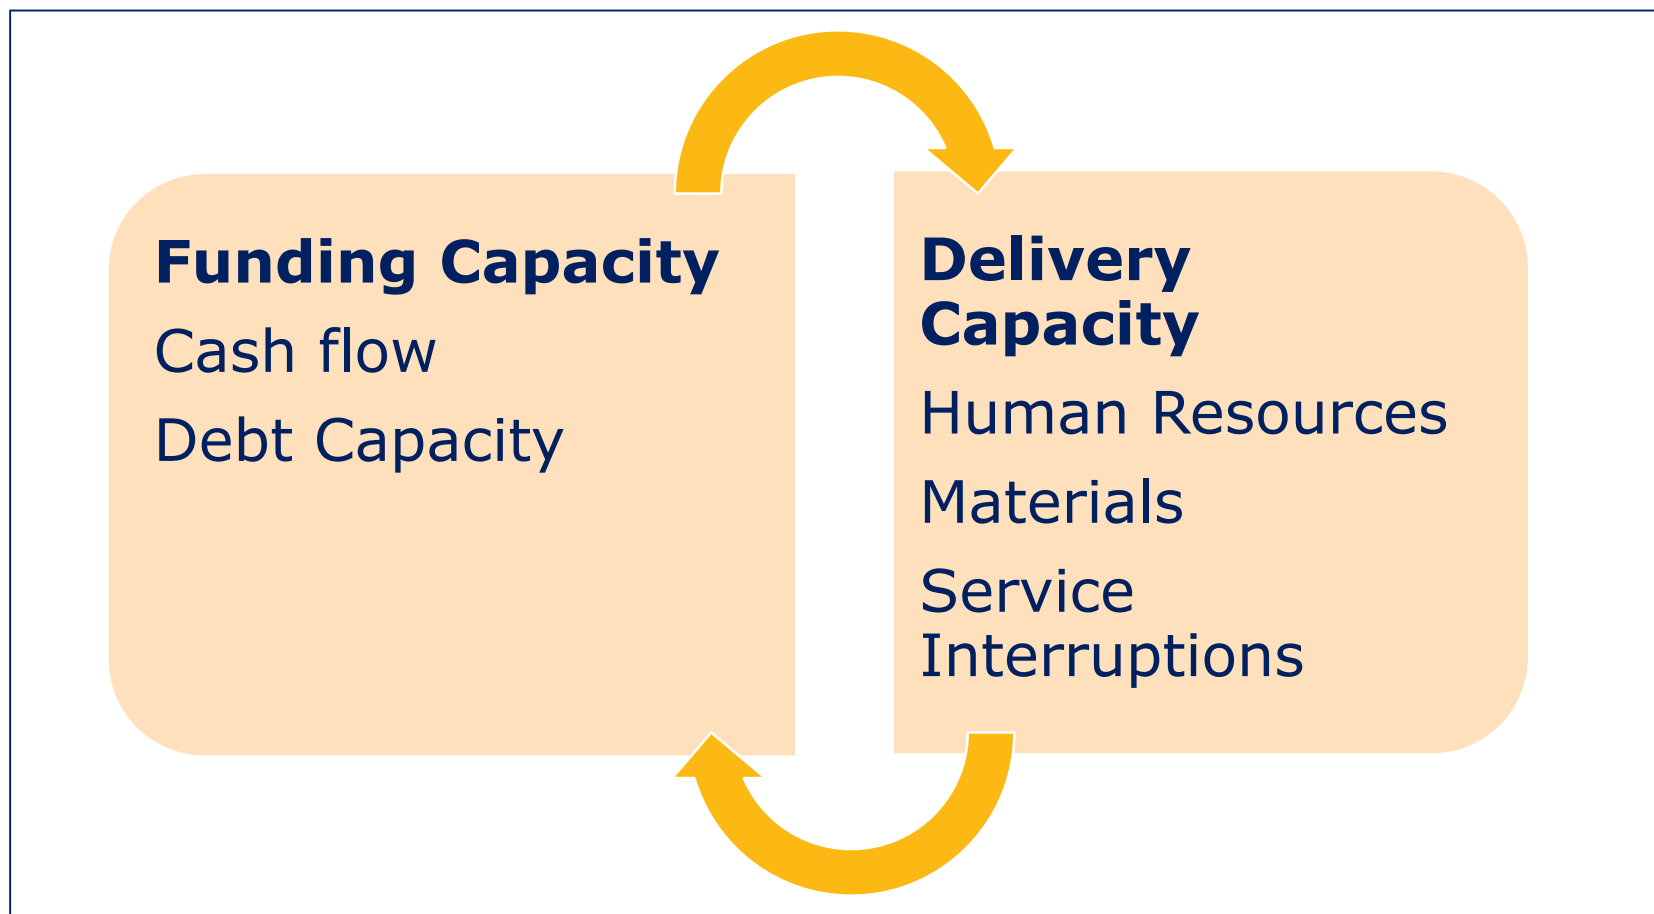 Funding Capacity
Cash flow
Debt Capacity
Delivery
Capacity
Human Resources
Materials
Service
Interruptions